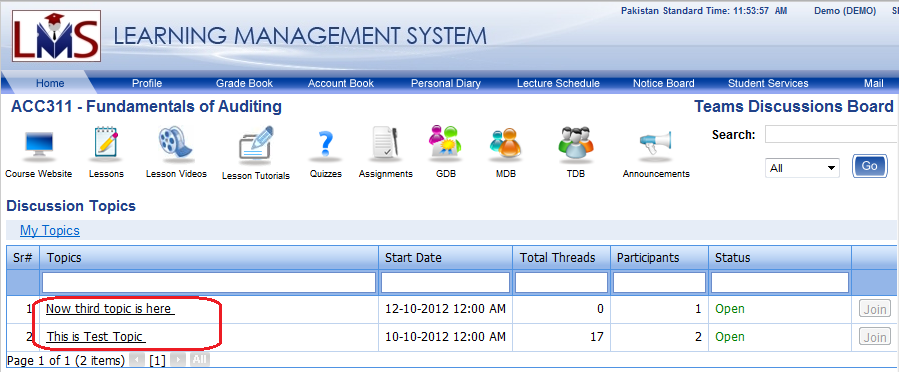 Pakistan Standard Time: 11:53:57 AM Demo (DEMO)
LMS LEARNING MANAGEMENT SYSTEM
Home Profile Grade Book Account Book Personal Diary Lecture Schedule Notice Board Student Services Mail
ACC311 - Fundamentals of Auditing Teams Discussions Board
Search:
Course Website Lessons Lesson Videos Lesson Tutorials Quizzes Assignments GDB MDB TDB Announcements All Go
Discussion Topics
My Topics
Sr# Topics Start Date Total Threads Participants Status
1 Now third topic is here 12-10-2012 12:00 AM 0 1 Open Join
2 This is Test Topic 10-10-2012 12:00 AM 17 2 Open Join
Page 1 of 1 (2 items) [1] All